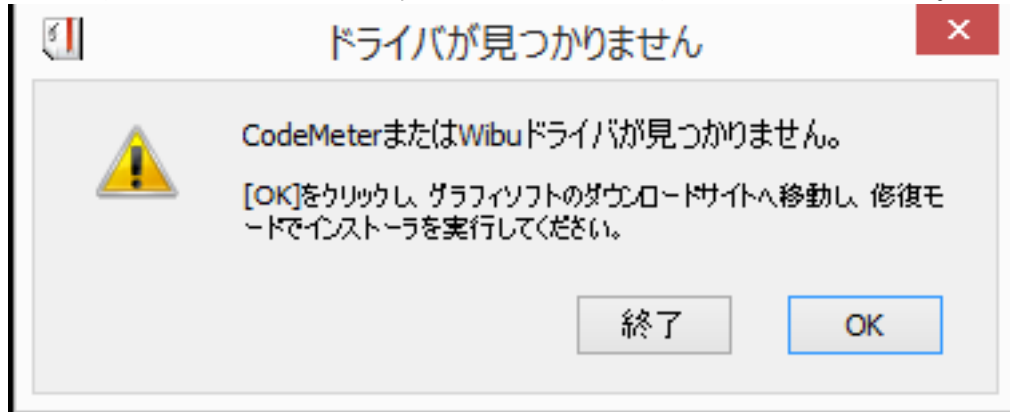 ドライバが見つかりません
CodeMeterまたはWibuドライバが見つかりません。
[OK]をクリックし、グラフィソフトのダウンロードサイトへ移動し、修復モ
ードでインストーラを実行してください。
終了
OK